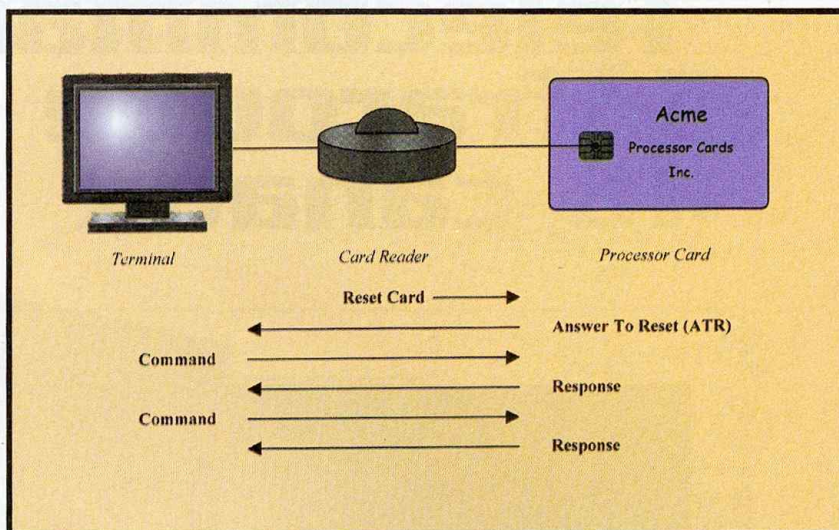 Acme
Processor Cards
Inc.
Terminal
Card Reader
Processor Card
Reset Card
Answer To Reset (ATR)
Command
Response
Command
Response